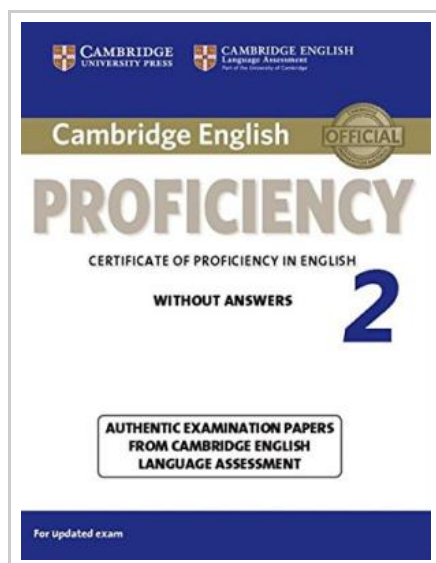 CAMBRIDGE
UNIVERSITY PRESS
CAMBRIDGE ENGLISH
Language Assessment
Part of the University of Cambridge
Cambridge English
OFFICIAL
PROFICIENCY
CERTIFICATE OF PROFICIENCY IN ENGLISH
WITHOUT ANSWERS
2
AUTHENTIC EXAMINATION PAPERS
FROM CAMBRIDGE ENGLISH
LANGUAGE ASSESSMENT
For updated exam